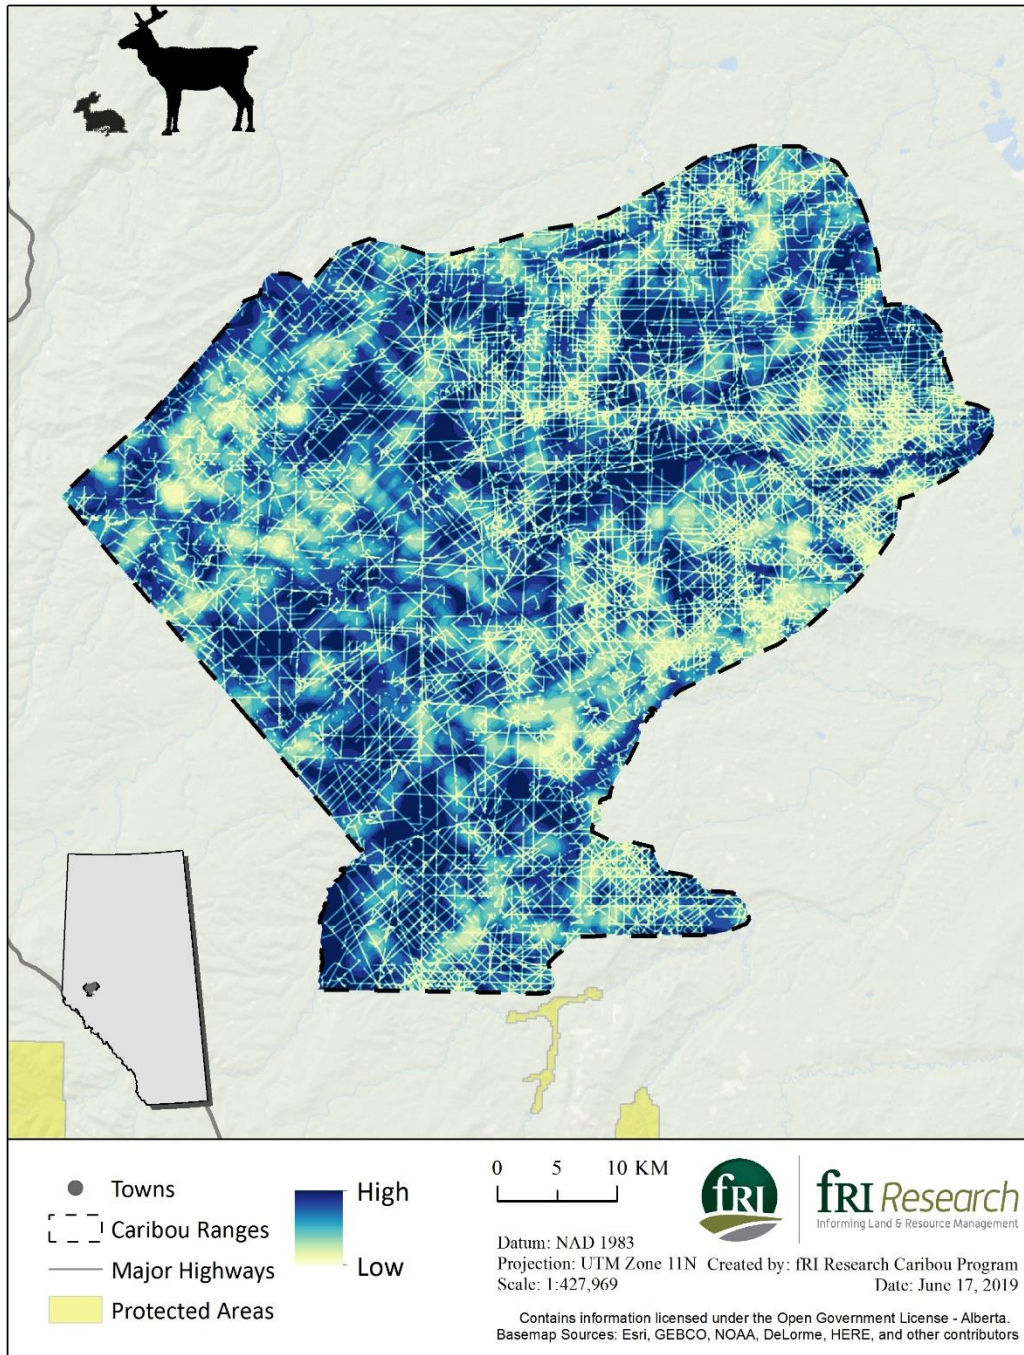 Towns
Caribou Ranges
Major Highways
Protected Areas
High
Low
0 5 10 KM
Datum: NAD 1983
Projection: UTM Zone 11N
Scale: 1:427,969
fRI
fRI Research
Informing Land & Resource Management
Created by: fRI Research Caribou Program
Date: June 17, 2019
Contains information licensed under the Open Government License - Alberta.
Basemap Sources: Esri, GEBCO, NOAA, DeLorme, HERE, and other contributors